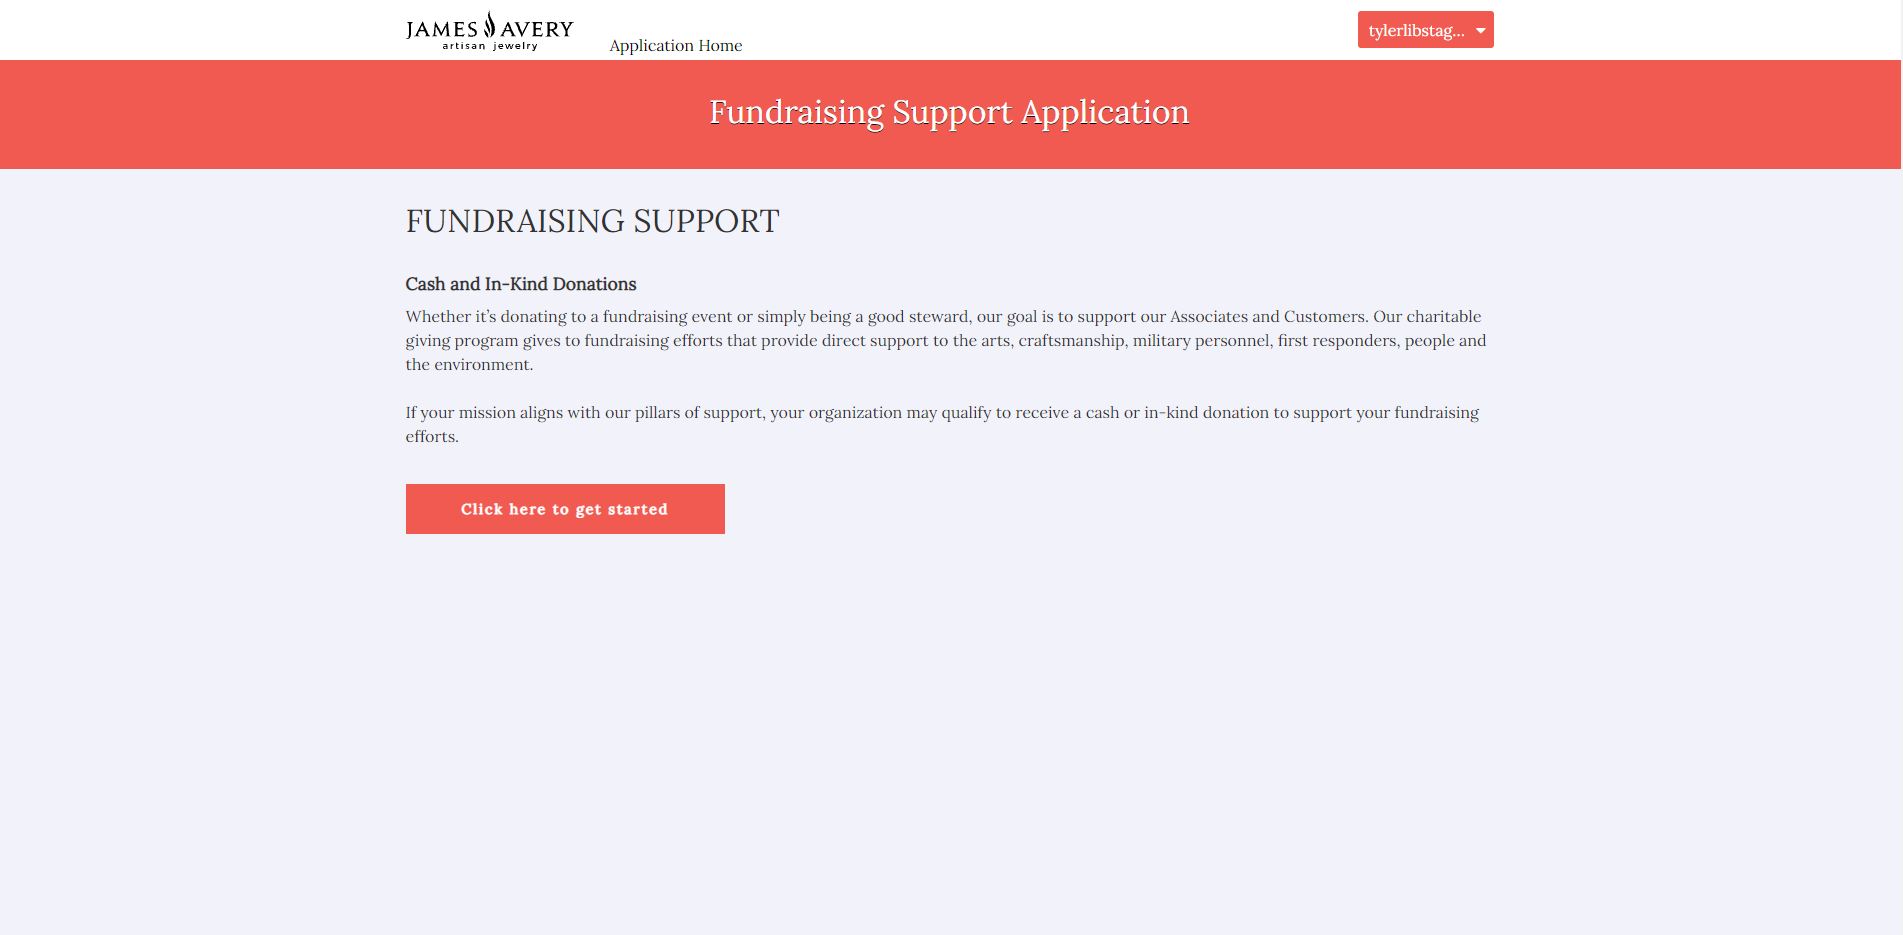 JAMES AVERY
artisan jewelry
Application Home
tylerlibstag...
Fundraising Support Application
FUNDRAISING SUPPORT
Cash and In-Kind Donations
Whether it’s donating to a fundraising event or simply being a good steward, our goal is to support our Associates and Customers. Our charitable
giving program gives to fundraising efforts that provide direct support to the arts, craftsmanship, military personnel, first responders, people and
the environment.
If your mission aligns with our pillars of support, your organization may qualify to receive a cash or in-kind donation to support your fundraising
efforts.
Click here to get started